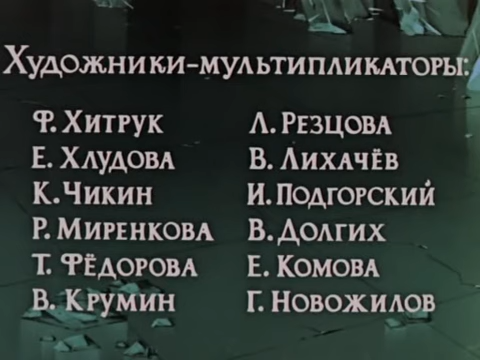 Художники-мультипликаторы:
Ф. Хитрук
Е. Хлудова
К. Чикин
Р. Миренкова
Т. Фёдорова
В. Крумин
Л. Резцова
В. Лихачёв
И. Подгорский
В. Долгих
Е. Комова
Г. Новожилов